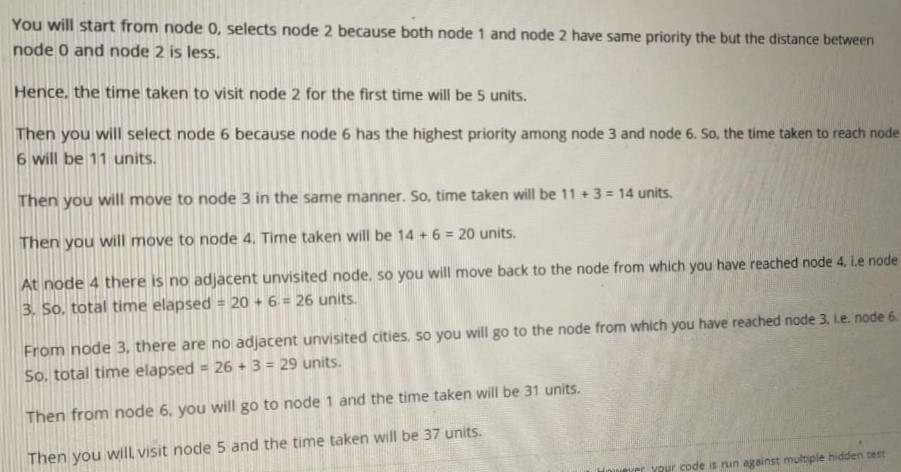 You will start from node 0, selects node 2 because both node 1 and node 2 have same priority the but the distance between
node 0 and node 2 is less.
Hence, the time taken to visit node 2 for the first time will be 5 units.
Then you will select node 6 because node 6 has the highest priority among node 3 and node 6. So, the time taken to reach node
6 will be 11 units.
Then you will move to node 3 in the same manner. So, time taken will be 11 + 3 = 14 units.
Then you will move to node 4. Time taken will be 14 + 6 = 20 units.
At node 4 there is no adjacent unvisited node, so you will move back to the node from which you have reached node 4, i.e node
3. So, total time elapsed = 20 + 6 = 26 units.
From node 3, there are no adjacent unvisited cities, so you will go to the node from which you have reached node 3, i.e. node 6.
So, total time elapsed = 26 + 3 = 29 units.
Then from node 6, you will go to node 1 and the time taken will be 31 units.
Then you will visit node 5 and the time taken will be 37 units.
However, your code is run against multiple hidden test